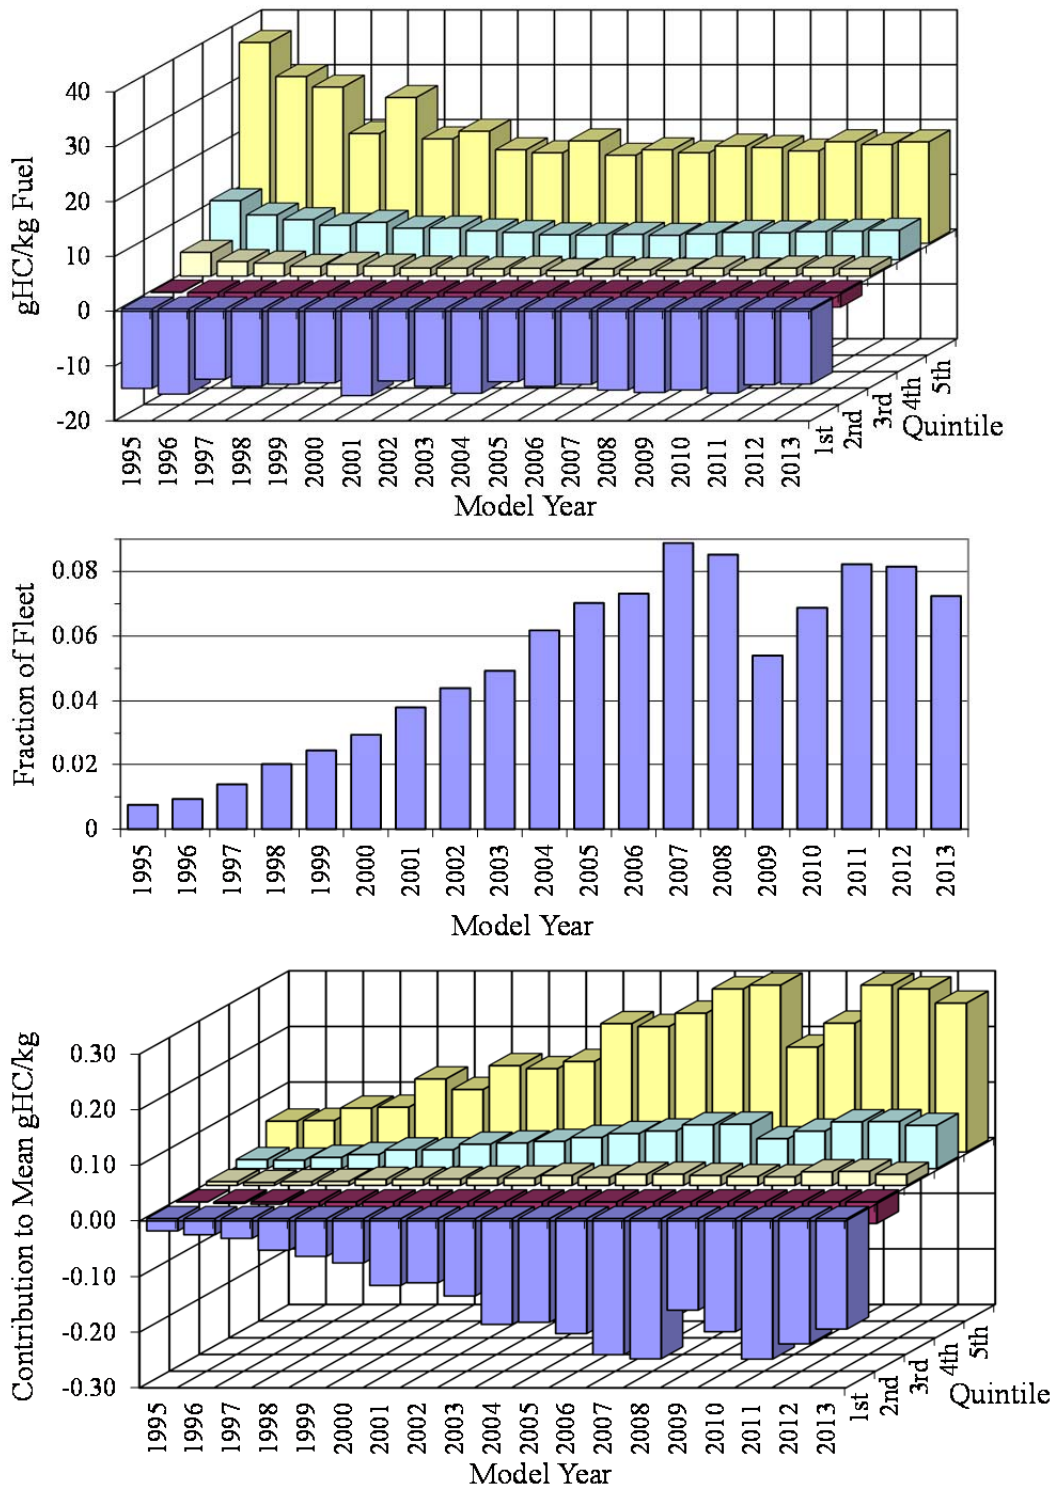 gHC/kg Fuel
40
30
20
10
0
-10
-20
1995 1996 1997 1998 1999 2000 2001 2002 2003 2004 2005 2006 2007 2008 2009 2010 2011 2012 2013
1st 2nd 3rd 4th 5th
Quintile
Model Year
Fraction of Fleet
0.08
0.06
0.04
0.02
0
1995 1996 1997 1998 1999 2000 2001 2002 2003 2004 2005 2006 2007 2008 2009 2010 2011 2012 2013
Model Year
Contribution to Mean gHC/kg
0.30
0.20
0.10
0.00
-0.10
-0.20
-0.30
1995 1996 1997 1998 1999 2000 2001 2002 2003 2004 2005 2006 2007 2008 2009 2010 2011 2012 2013
1st 2nd 3rd 4th 5th
Quintile
Model Year